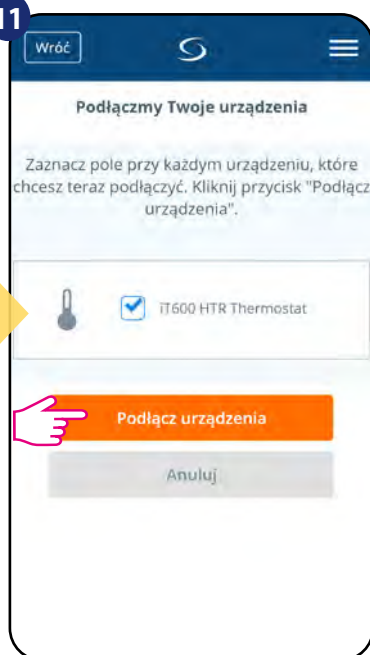 11
Wróć
Podłączmy Twoje urządzenia
Zaznacz pole przy każdym urządzeniu, które
chcesz teraz podłączyć. Kliknij przycisk "Podłącz
urządzenia".
iT600 HTR Thermostat
Podłącz urządzenia
Anuluj